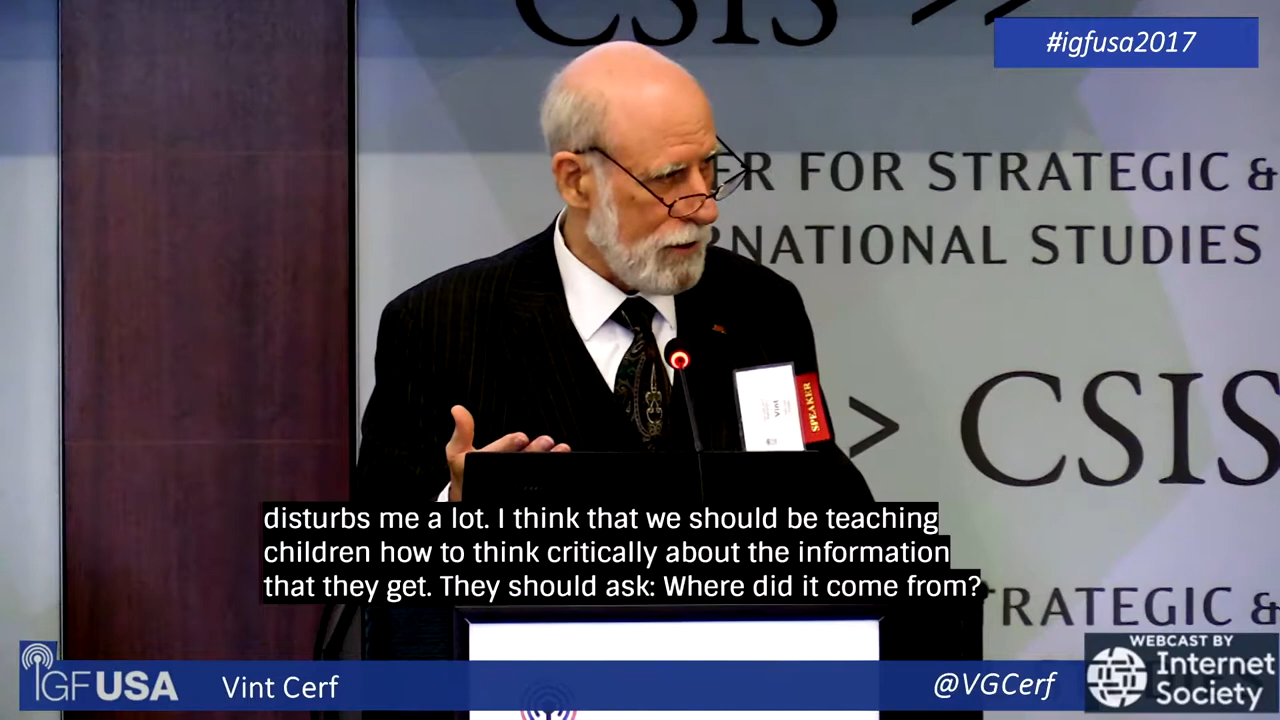 CSIS >
#igfusa2017
ER FOR STRATEGIC &
RNATIONAL STUDIES
> CSIS
Vint
SPEAKER
disturbs me a lot. I think that we should be teaching
children how to think critically about the information
that they get. They should ask: Where did it come from?
TRATEGIC &
WEBCAST BY
Internet
Society
IGFUSA
Vint Cerf
@VGCerf